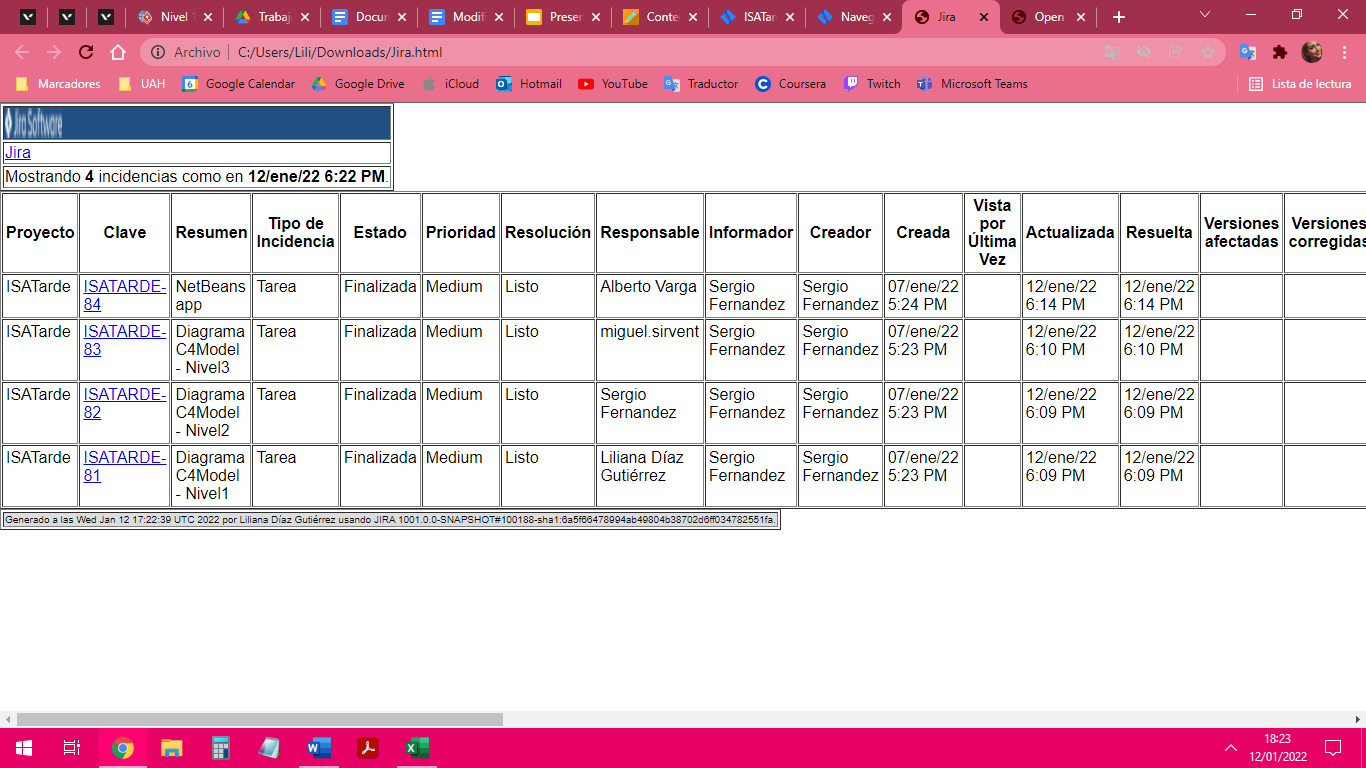 Nivel 1
Trabaj
Docun
Modifi
Presen
Conte
ISATar
Naveg
Jira
Open
Archivo | C:/Users/Lili/Downloads/Jira.html
Marcadores UAH Google Calendar Google Drive iCloud Hotmail YouTube Traductor Coursera Twitch Microsoft Teams Lista de lectura
Jira Software
Jira
Mostrando 4 incidencias como en 12/ene/22 6:22 PM.
Proyecto
Clave
Resumen
Tipo de
Incidencia
Estado
Prioridad
Resolución
Responsable
Informador
Creador
Creada
Vista
por
Última
Vez
Actualizada
Resuelta
Versiones
afectadas
Versiones
corregidas
ISATarde
ISATARDE-
84
NetBeans
app
Tarea
Finalizada
Medium
Listo
Alberto Varga
Sergio
Fernandez
Sergio
Fernandez
07/ene/22
5:24 PM
12/ene/22
6:14 PM
12/ene/22
6:14 PM
ISATarde
ISATARDE-
83
Diagrama
C4Model
- Nivel3
Tarea
Finalizada
Medium
Listo
miguel.sirvent
Sergio
Fernandez
Sergio
Fernandez
07/ene/22
5:23 PM
12/ene/22
6:10 PM
12/ene/22
6:10 PM
ISATarde
ISATARDE-
82
Diagrama
C4Model
- Nivel2
Tarea
Finalizada
Medium
Listo
Sergio
Fernandez
Sergio
Fernandez
Sergio
Fernandez
07/ene/22
5:23 PM
12/ene/22
6:09 PM
12/ene/22
6:09 PM
ISATarde
ISATARDE-
81
Diagrama
C4Model
- Nivel1
Tarea
Finalizada
Medium
Listo
Liliana Díaz
Gutiérrez
Sergio
Fernandez
Sergio
Fernandez
07/ene/22
5:23 PM
12/ene/22
6:09 PM
12/ene/22
6:09 PM
Generado a las Wed Jan 12 17:22:39 UTC 2022 por Liliana Díaz Gutiérrez usando JIRA 1001.0.0-SNAPSHOT#100188-sha1:6a5f66478994ab49804b38702d6ff034782551fa.
18:23
12/01/2022